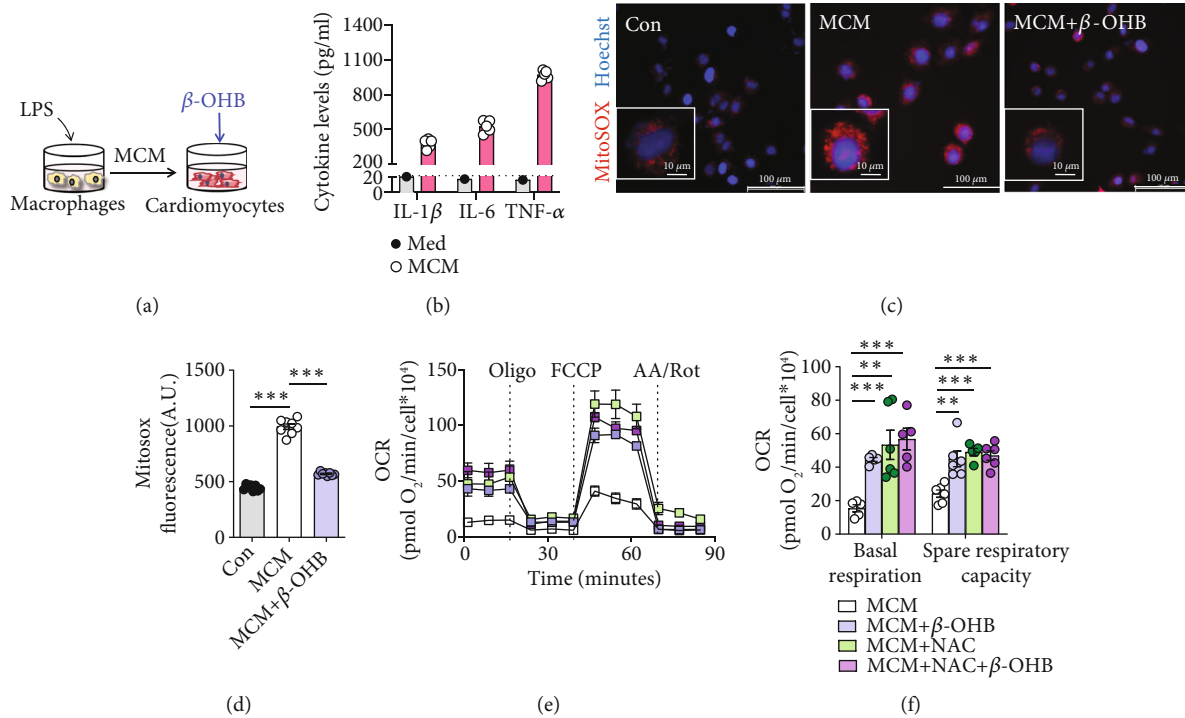 LPS
β-OHB
MCM
Macrophages
Cardiomyocytes
(a)
Cytokine levels (pg/ml)
1400
1100
800
500
200
20
0
IL-1β
IL-6
TNF-α
Med
MCM
(b)
MitoSOX Hoechst
Con
10 μm
100 μm
MCM
10 μm
100 μm
MCM+β-OHB
10 μm
100 μm
(c)
Mitosox
fluorescence(A.U.)
1500
1000
500
0
***
***
Con
MCM
MCM+β-OHB
(d)
OCR
(pmol O2/min/cell*10⁴)
150
100
50
0
Oligo
FCCP
AA/Rot
0
30
60
90
Time (minutes)
(e)
OCR
(pmol O2/min/cell*10⁴)
100
80
60
40
20
0
***
**
***
***
***
**
Basal
respiration
Spare respiratory
capacity
MCM
MCM+β-OHB
MCM+NAC
MCM+NAC+β-OHB
(f)